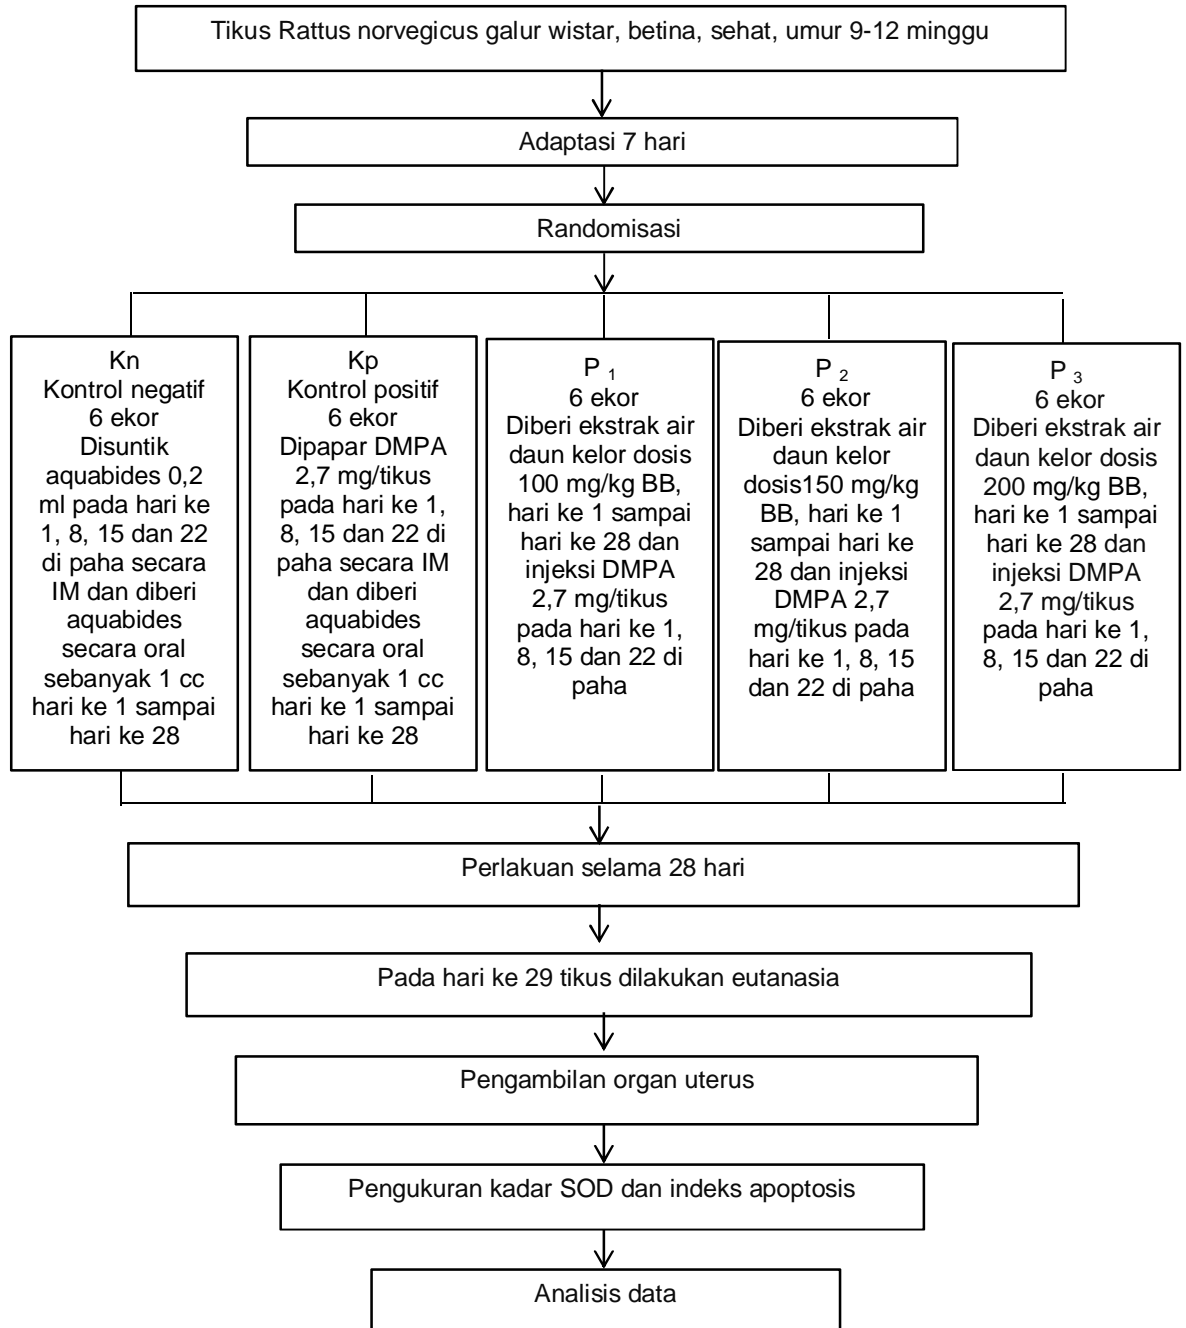 Tikus Rattus norvegicus galur wistar, betina, sehat, umur 9-12 minggu
Adaptasi 7 hari
Randomisasi
Kn
Kontrol negatif
6 ekor
Disuntik
aquabides 0,2
ml pada hari ke
1, 8, 15 dan 22
di paha secara
IM dan diberi
aquabides
secara oral
sebanyak 1 cc
hari ke 1 sampai
hari ke 28
Kp
Kontrol positif
6 ekor
Dipapar DMPA
2,7 mg/tikus
pada hari ke 1,
8, 15 dan 22 di
paha secara IM
dan diberi
aquabides
secara oral
sebanyak 1 cc
hari ke 1 sampai
hari ke 28
P 1
6 ekor
Diberi ekstrak air
daun kelor dosis
100 mg/kg BB,
hari ke 1 sampai
hari ke 28 dan
injeksi DMPA
2,7 mg/tikus
pada hari ke 1,
8, 15 dan 22 di
paha
P 2
6 ekor
Diberi ekstrak air
daun kelor
dosis150 mg/kg
BB, hari ke 1
sampai hari ke
28 dan injeksi
DMPA 2,7
mg/tikus pada
hari ke 1, 8, 15
dan 22 di paha
P 3
6 ekor
Diberi ekstrak air
daun kelor dosis
200 mg/kg BB,
hari ke 1 sampai
hari ke 28 dan
injeksi DMPA
2,7 mg/tikus
pada hari ke 1,
8, 15 dan 22 di
paha
Perlakuan selama 28 hari
Pada hari ke 29 tikus dilakukan eutanasia
Pengambilan organ uterus
Pengukuran kadar SOD dan indeks apoptosis
Analisis data